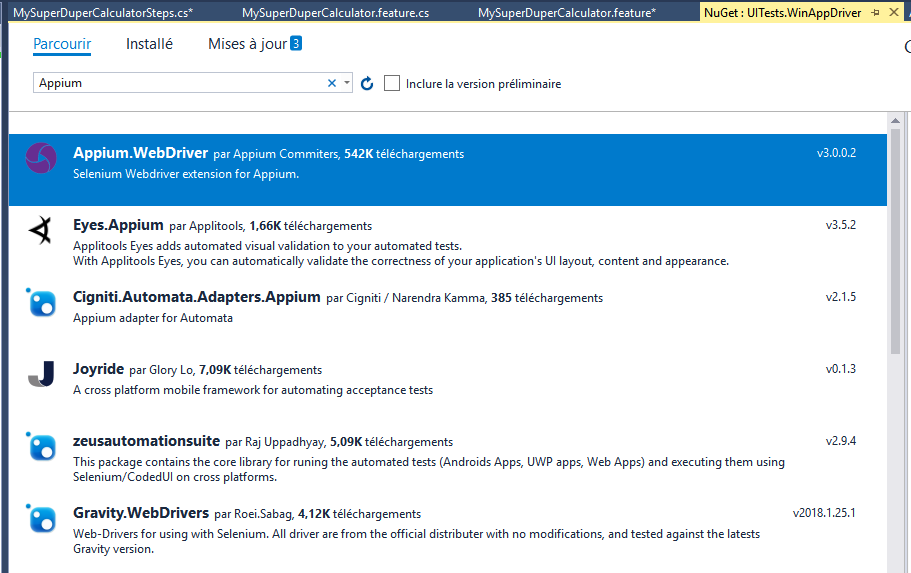 MySuperDuperCalculatorSteps.cs* MySuperDuperCalculator.feature.cs MySuperDuperCalculator.feature* NuGet : UITests.WinAppDriver
Parcourir Installé Mises à jour 3
Appium Inclure la version préliminaire
Appium.WebDriver par Appium Commiters, 542K téléchargements v3.0.0.2
Selenium Webdriver extension for Appium.
Eyes.Appium par Applitools, 1,66K téléchargements v3.5.2
Applitools Eyes adds automated visual validation to your automated tests.
With Applitools Eyes, you can automatically validate the correctness of your application's UI layout, content and appearance.
Cigniti.Automata.Adapters.Appium par Cigniti / Narendra Kamma, 385 téléchargements v2.1.5
Appium adapter for Automata
Joyride par Glory Lo, 7,09K téléchargements v0.1.3
A cross platform mobile framework for automating acceptance tests
zeusautomationsuite par Raj Uppadhyay, 5,09K téléchargements v2.9.4
This package contains the core library for runing the automated tests (Androids Apps, UWP apps, Web Apps) and executing them using
Selenium/CodedUI on cross platforms.
Gravity.WebDrivers par Roei.Sabag, 4,12K téléchargements v2018.1.25.1
Web-Drivers for using with Selenium. All driver are from the official distributer with no modifications, and tested against the latests
Gravity version.